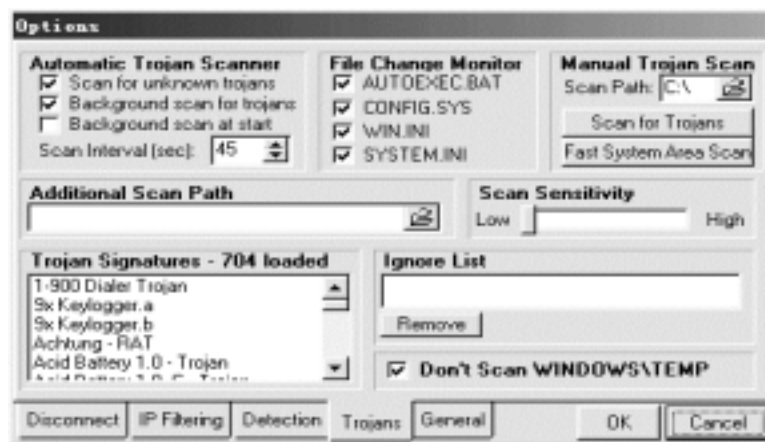 Options
Automatic Trojan Scanner
Scan for unknown trojans
Background scan for trojans
Background scan at start
Scan Interval (sec): 45
File Change Monitor
AUTOEXEC.BAT
CONFIG.SYS
WIN.INI
SYSTEM.INI
Manual Trojan Scan
Scan Path: C:\
Scan for Trojans
Fast System Area Scan
Additional Scan Path
Scan Sensitivity
Low High
Trojan Signatures - 704 loaded
1-900 Dialer Trojan
9x Keylogger.a
9x Keylogger.b
Achtung - RAT
Acid Battery 1.0 - Trojan
Ignore List
Remove
Don't Scan WINDOWS\TEMP
Disconnect IP Filtering Detection Trojans General OK Cancel